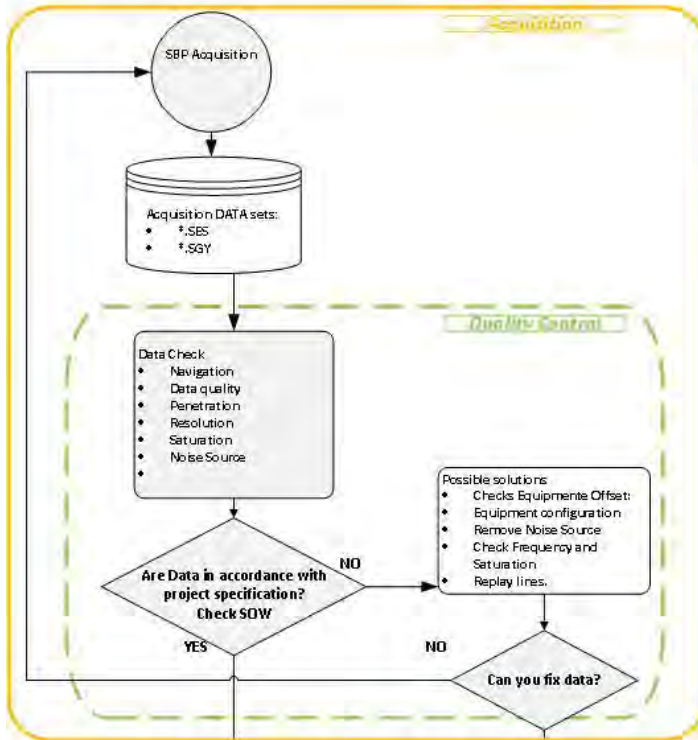 Acquisition
SBP Acquisition
Acquisition DATA sets:
• *.SES
• *.SGY
Quality Control
Data Check
• Navigation
• Data quality
• Penetration
• Resolution
• Saturation
• Noise Source
•
Possible solutions
• Checks Equipmente Offset:
• Equipment configuration
• Remove Noise Source
• Check Frequency and
Saturation
• Replay lines.
Are Data in accordance with
project specification?
Check SOW
NO
YES
NO
Can you fix data?